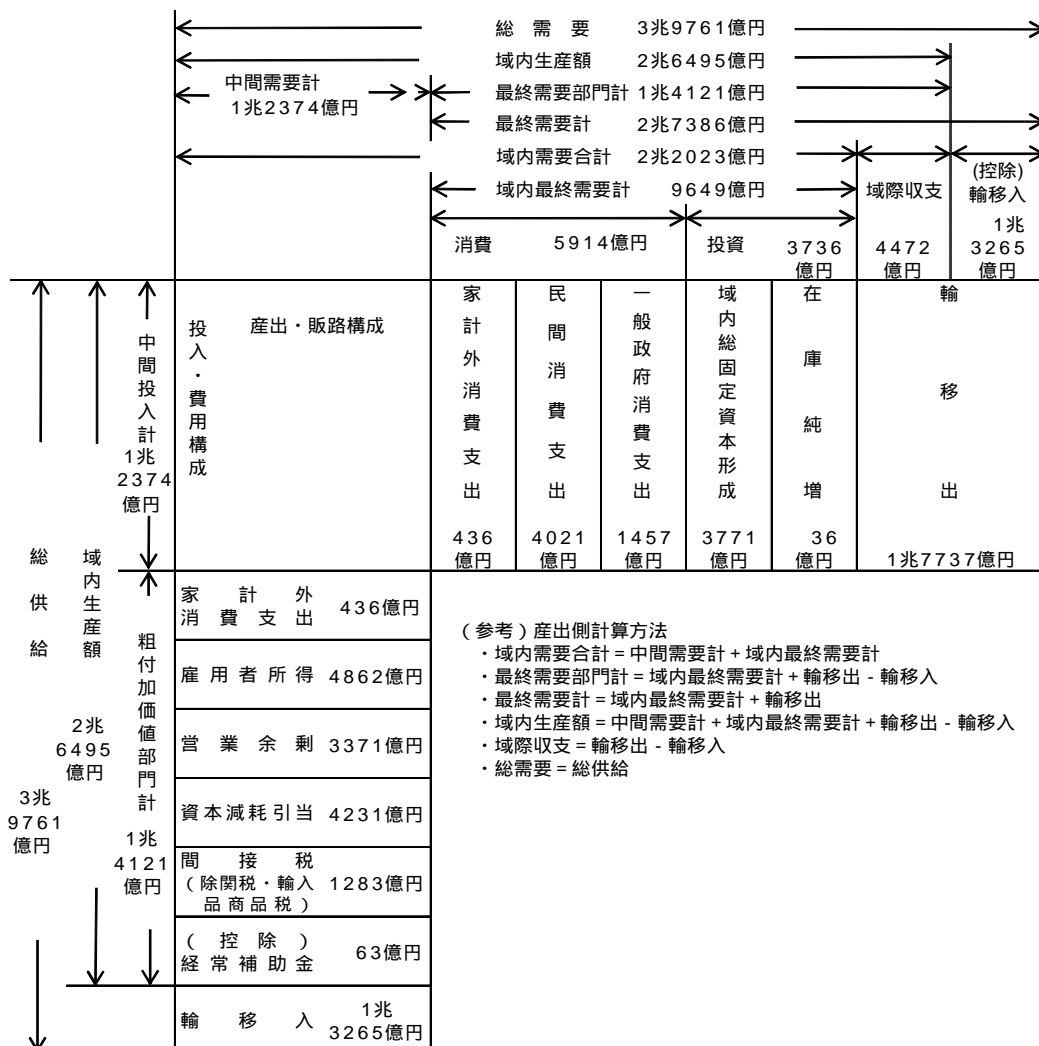 総需要 3兆9761億円
域内生産額 2兆6495億円
中間需要計
1兆2374億円
最終需要部門計 1兆4121億円
最終需要計 2兆7386億円
域内需要合計 2兆2023億円
域内最終需要計 9649億円
域際収支
(控除)
輸移入
消費 5914億円
投資 3736
億円
4472
億円
1兆
3265
億円
総供給
3兆
9761
億円
域内生産額
2兆
6495
億円
中間投入計
1兆
2374
億円
投入・費用構成
産出・販路構成
家計外消費支出
436
億円
民間消費支出
4021
億円
一般政府消費支出
1457
億円
域内総固定資本形成
3771
億円
在庫純増
36
億円
輸移出
1兆7737億円
粗付加価値部門計
1兆
4121
億円
家計外
消費支出 436億円
雇用者所得 4862億円
営業余剰 3371億円
資本減耗引当 4231億円
間接税
(除関税・輸入 1283億円
品商品税)
(控除)
経常補助金 63億円
輸移入 1兆
3265億円
(参考)産出側計算方法
・域内需要合計=中間需要計+域内最終需要計
・最終需要部門計=域内最終需要計+輸移出-輸移入
・最終需要計=域内最終需要計+輸移出
・域内生産額=中間需要計+域内最終需要計+輸移出-輸移入
・域際収支=輸移出-輸移入
・総需要=総供給